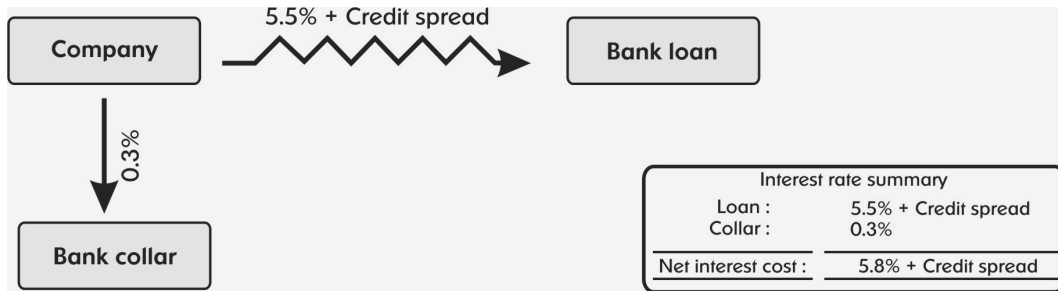 5.5% + Credit spread
Company
Bank loan
0.3%
Bank collar
Interest rate summary
Loan : 5.5% + Credit spread
Collar : 0.3%
Net interest cost : 5.8% + Credit spread